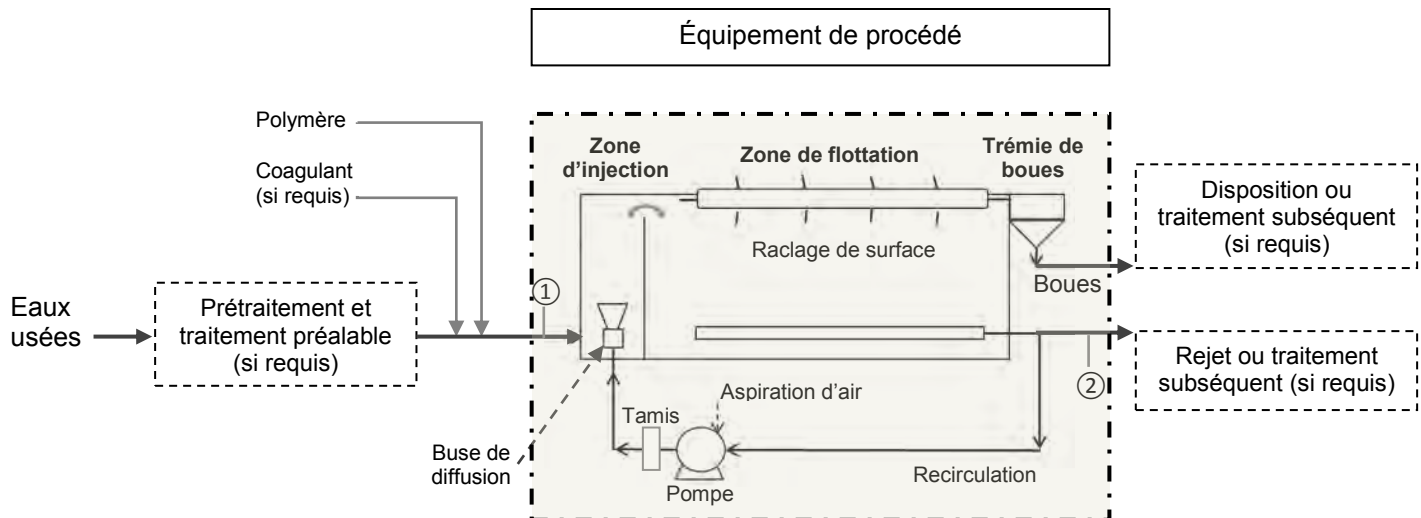 Équipement de procédé
Polymère
Coagulant
(si requis)
Zone
d'injection
Zone de flottation
Trémie de
boues
Disposition ou
traitement subséquent
(si requis)
Raclage de surface
Boues
Eaux
usées
Prétraitement et
traitement préalable
(si requis)
①
②
Rejet ou traitement
subséquent (si requis)
Aspiration d'air
Tamis
Buse de
diffusion
Pompe
Recirculation